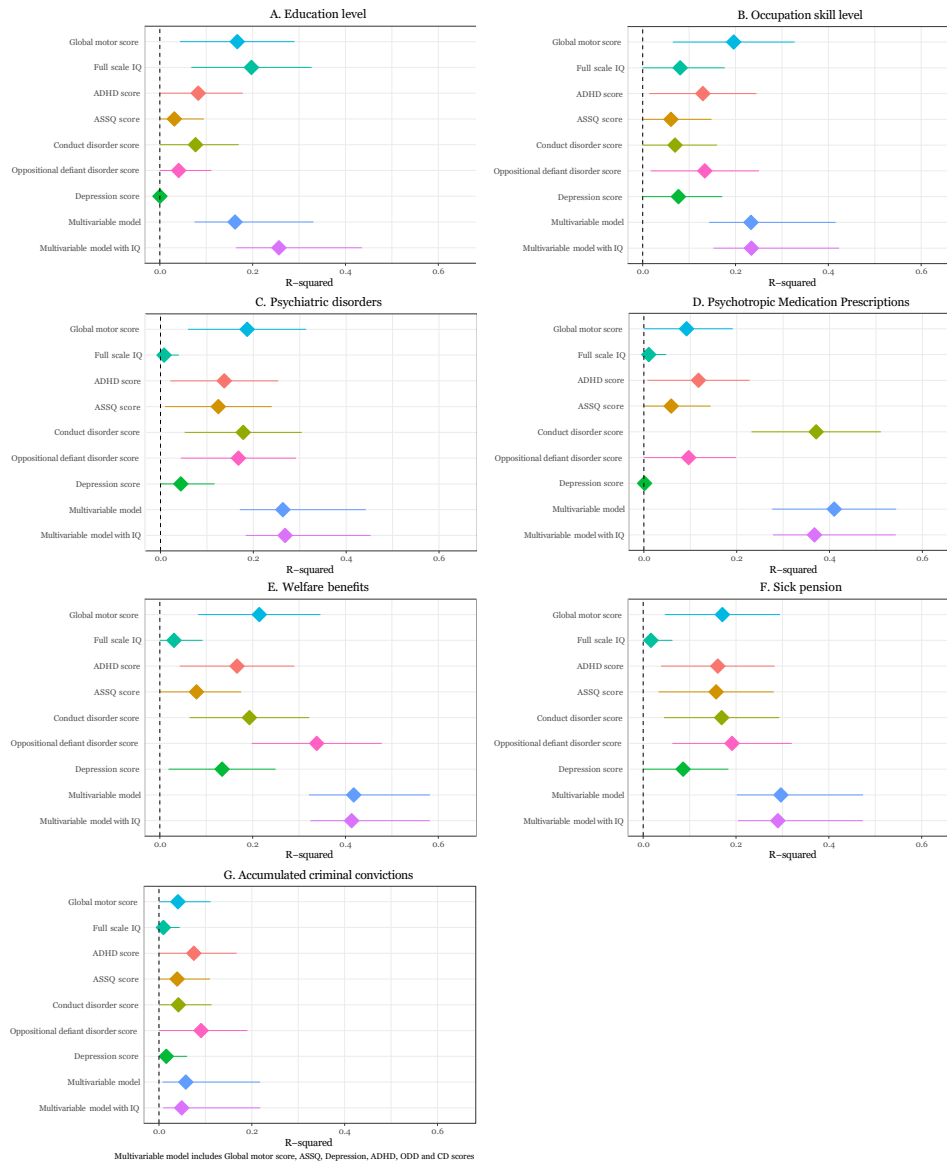 A. Education level
Global motor score
Full scale IQ
ADHD score
ASSQ score
Conduct disorder score
Oppositional defiant disorder score
Depression score
Multivariable model
Multivariable model with IQ
0.0 0.2 0.4 0.6
R−squared
B. Occupation skill level
Global motor score
Full scale IQ
ADHD score
ASSQ score
Conduct disorder score
Oppositional defiant disorder score
Depression score
Multivariable model
Multivariable model with IQ
0.0 0.2 0.4 0.6
R−squared
C. Psychiatric disorders
Global motor score
Full scale IQ
ADHD score
ASSQ score
Conduct disorder score
Oppositional defiant disorder score
Depression score
Multivariable model
Multivariable model with IQ
0.0 0.2 0.4 0.6
R−squared
D. Psychotropic Medication Prescriptions
Global motor score
Full scale IQ
ADHD score
ASSQ score
Conduct disorder score
Oppositional defiant disorder score
Depression score
Multivariable model
Multivariable model with IQ
0.0 0.2 0.4 0.6
R−squared
E. Welfare benefits
Global motor score
Full scale IQ
ADHD score
ASSQ score
Conduct disorder score
Oppositional defiant disorder score
Depression score
Multivariable model
Multivariable model with IQ
0.0 0.2 0.4 0.6
R−squared
F. Sick pension
Global motor score
Full scale IQ
ADHD score
ASSQ score
Conduct disorder score
Oppositional defiant disorder score
Depression score
Multivariable model
Multivariable model with IQ
0.0 0.2 0.4 0.6
R−squared
G. Accumulated criminal convictions
Global motor score
Full scale IQ
ADHD score
ASSQ score
Conduct disorder score
Oppositional defiant disorder score
Depression score
Multivariable model
Multivariable model with IQ
0.0 0.2 0.4 0.6
R−squared
Multivariable model includes Global motor score, ASSQ, Depression, ADHD, ODD and CD scores